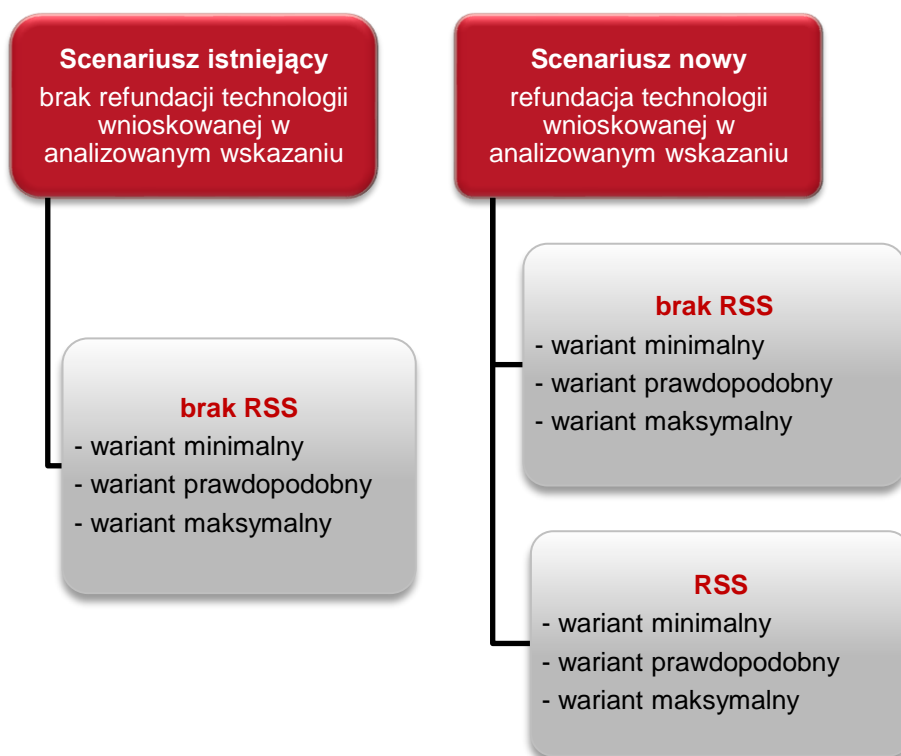 Scenariusz istniejący
brak refundacji technologii
wnioskowanej w
analizowanym wskazaniu
brak RSS
- wariant minimalny
- wariant prawdopodobny
- wariant maksymalny
Scenariusz nowy
refundacja technologii
wnioskowanej w
analizowanym wskazaniu
brak RSS
- wariant minimalny
- wariant prawdopodobny
- wariant maksymalny
RSS
- wariant minimalny
- wariant prawdopodobny
- wariant maksymalny